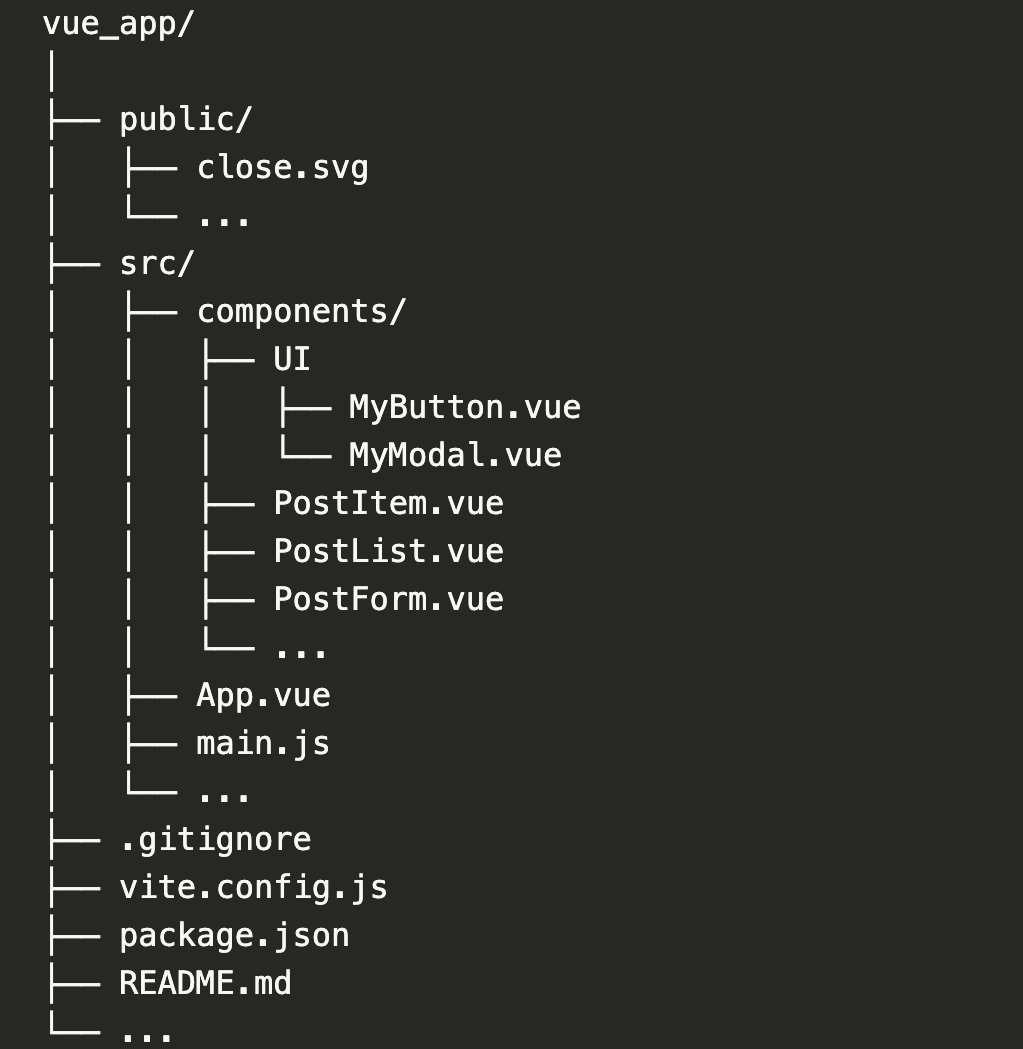 vue_app/
│
├── public/
│   ├── close.svg
│   └── ...
├── src/
│   ├── components/
│   │   ├── UI
│   │   │   ├── MyButton.vue
│   │   │   └── MyModal.vue
│   │   ├── PostItem.vue
│   │   ├── PostList.vue
│   │   ├── PostForm.vue
│   │   └── ...
│   ├── App.vue
│   ├── main.js
│   └── ...
├── .gitignore
├── vite.config.js
├── package.json
├── README.md
└── ...